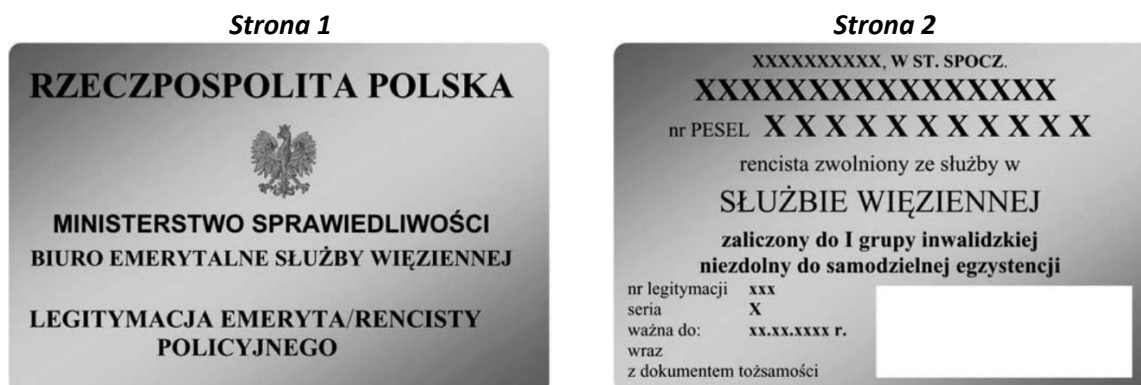 Strona 1
RZECZPOSPOLITA POLSKA
MINISTERSTWO SPRAWIEDLIWOŚCI
BIURO EMERYTALNE SŁUŻBY WIĘZIENNEJ
LEGITYMACJA EMERYTA/RENCISTY
POLICYJNEGO
Strona 2
XXXXXXXXXX, W ST. SPOCZ.
XXXXXXXXXXXXXXXX
nr PESEL X X X X X X X X X X X
rencista zwolniony ze służby w
SŁUŻBIE WIĘZIENNEJ
zaliczony do I grupy inwalidzkiej
niezdolny do samodzielnej egzystencji
nr legitymacji xxx
seria X
ważna do: xx.xx.xxxx r.
wraz
z dokumentem tożsamości